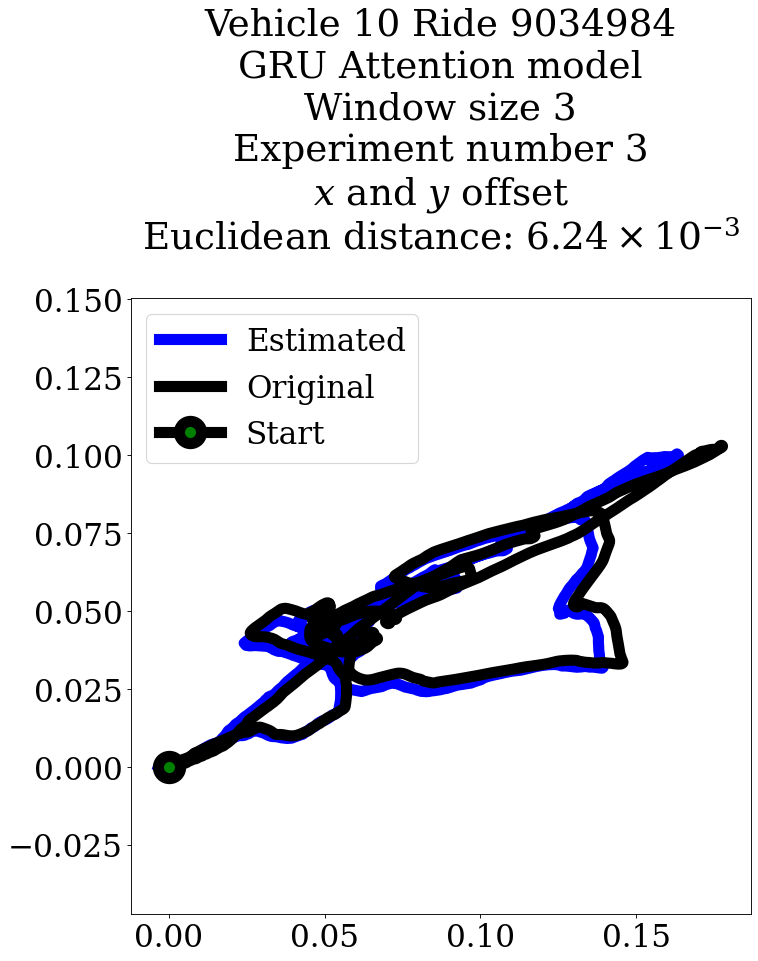 Vehicle 10 Ride 9034984
GRU Attention model
Window size 3
Experiment number 3
x and y offset
Euclidean distance: 6.24 × 10⁻³
0.150
0.125
0.100
0.075
0.050
0.025
0.000
−0.025
Estimated
Original
Start
0.00 0.05 0.10 0.15